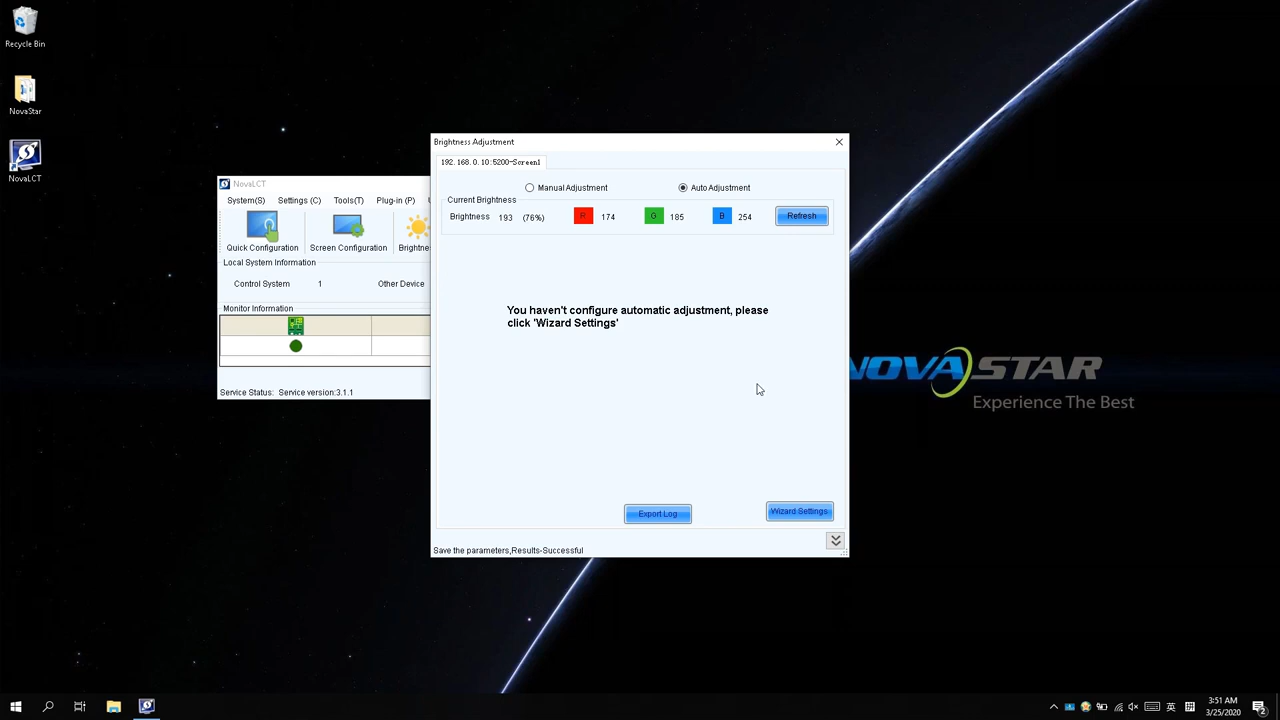 Recycle Bin
NovaStar
NovaLCT
NovaLCT
System(S) Settings (C) Tools(T) Plug-in (P)
Quick Configuration Screen Configuration Brightne
Local System Information
Control System 1 Other Device
Monitor Information
Service Status: Service version:3.1.1
Brightness Adjustment
192.168.0.10:5200-Screen1
Manual Adjustment Auto Adjustment
Current Brightness
Brightness 193 (76%) R 174 G 185 B 254 Refresh
You haven't configure automatic adjustment, please
click 'Wizard Settings'
Export Log Wizard Settings
Save the parameters,Results-Successful
NOVASTAR
Experience The Best
英
3:51 AM
3/25/2020
2